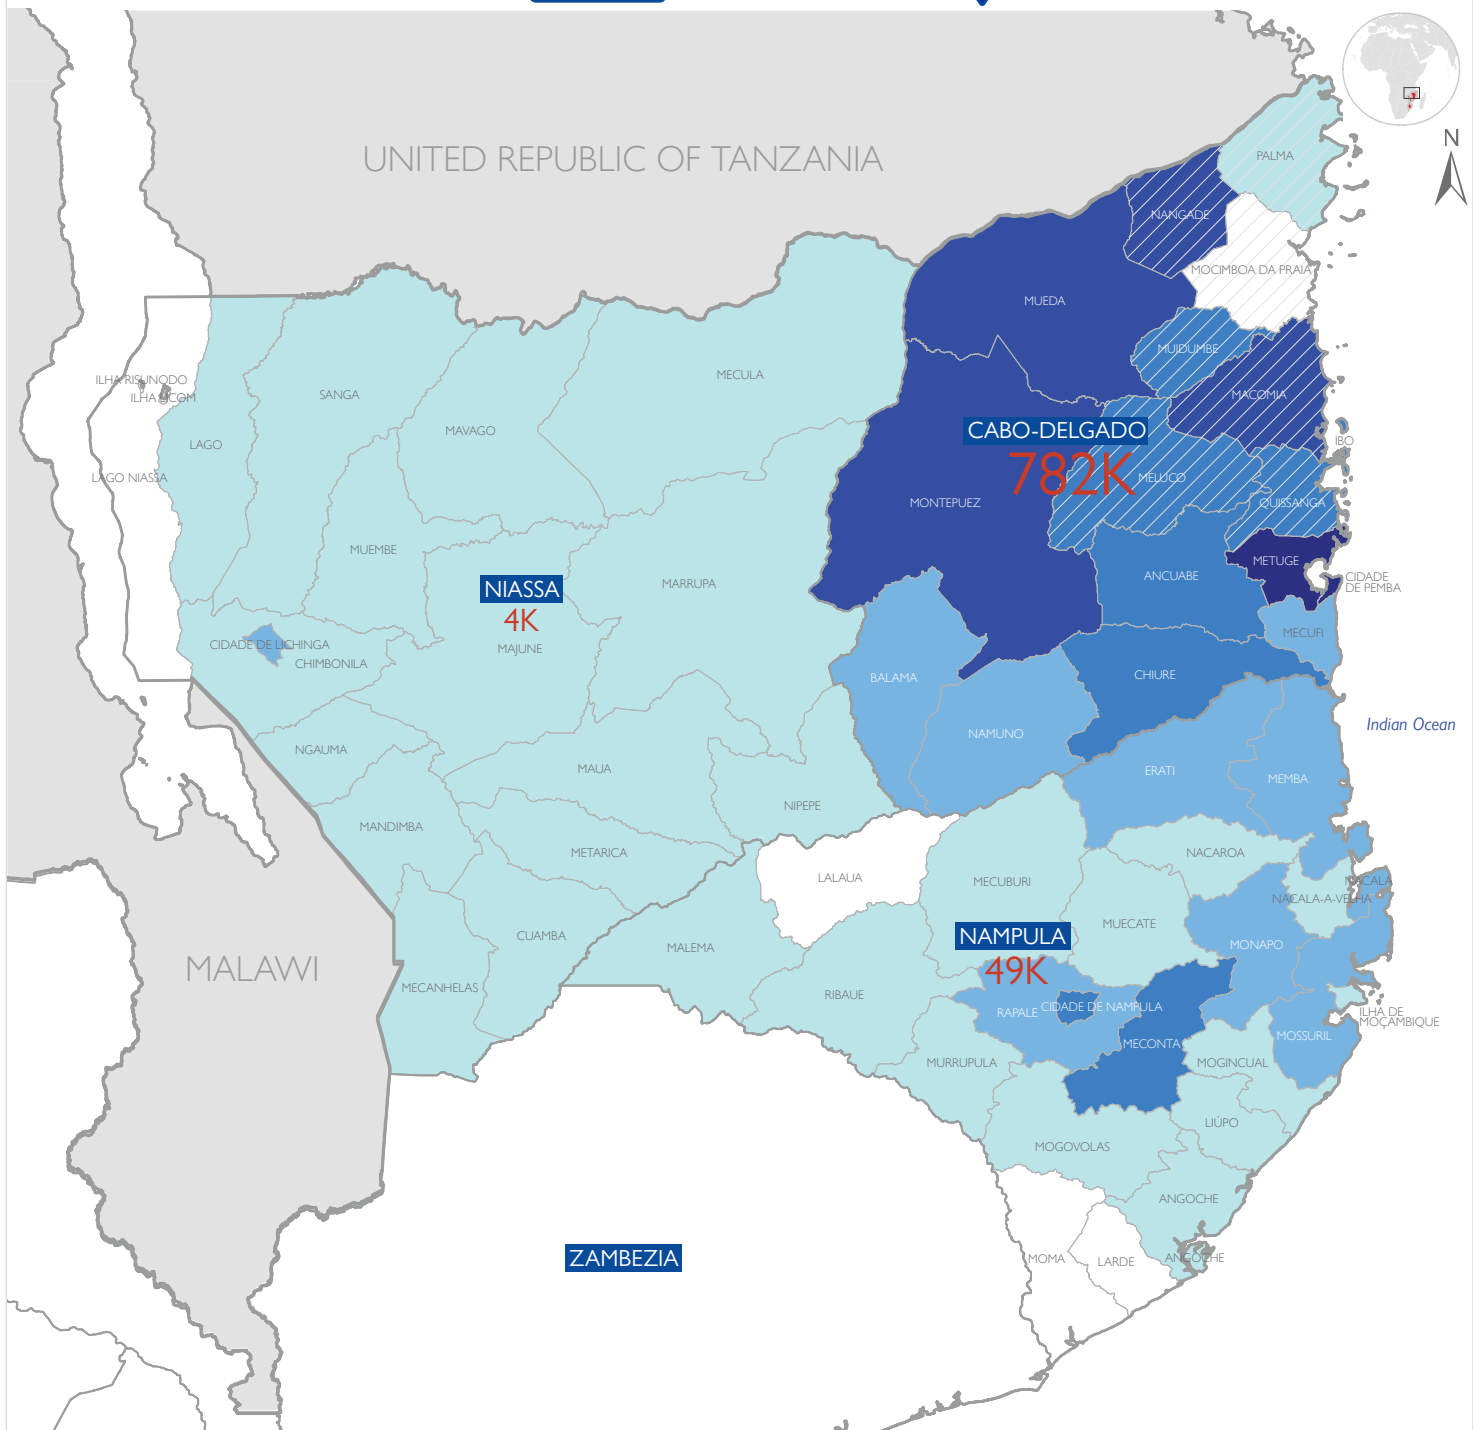 N
UNITED REPUBLIC OF TANZANIA
PALMA
NANGADE
MOCIMBOA DA PRAIA
MUEDA
MUIDUMBE
MECULA
ILHA RISUNODO
ILHA LICOM
SANGA
MACOMIA
MAVAGO
CABO-DELGADO
782K
IBO
LAGO
LAGO NIASSA
MELUCO
MONTEPUEZ
QUISSANGA
MUEMBE
METUGE
ANCUABE
CIDADE
DE PEMBA
MARRUPA
NIASSA
4K
MAJUNE
MECUFI
CIDADE DE LICHINGA
CHIMBONILA
BALAMA
CHIURE
Indian Ocean
NAMUNO
NGAUMA
MAUA
ERATI
MEMBA
NIPEPE
MANDIMBA
METARICA
NACAROA
LALAUA
MECUBURI
NACALA
NACALA-A-VELHA
MUECATE
CUAMBA
NAMPULA
49K
MALEMA
MONAPO
MALAWI
MECANHELAS
RIBAUE
RAPALE
CIDADE DE NAMPULA
ILHA DE
MOÇAMBIQUE
MECONTA
MOSSURIL
MURRUPULA
MOGINCUAL
LIÚPO
MOGOVOLAS
ANGOCHE
ZAMBEZIA
MOMA
LARDE
ANGOCHE